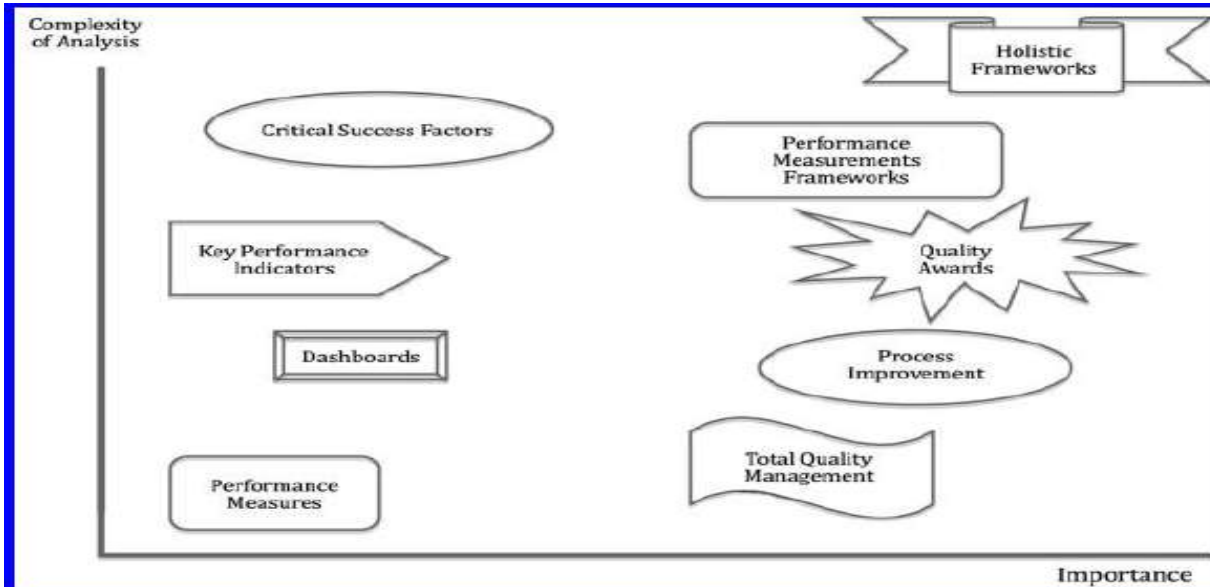 Complexity
of Analysis
Holistic
Frameworks
Critical Success Factors
Performance
Measurements
Frameworks
Key Performance
Indicators
Quality
Awards
Dashboards
Process
Improvement
Total Quality
Management
Performance
Measures
Importance